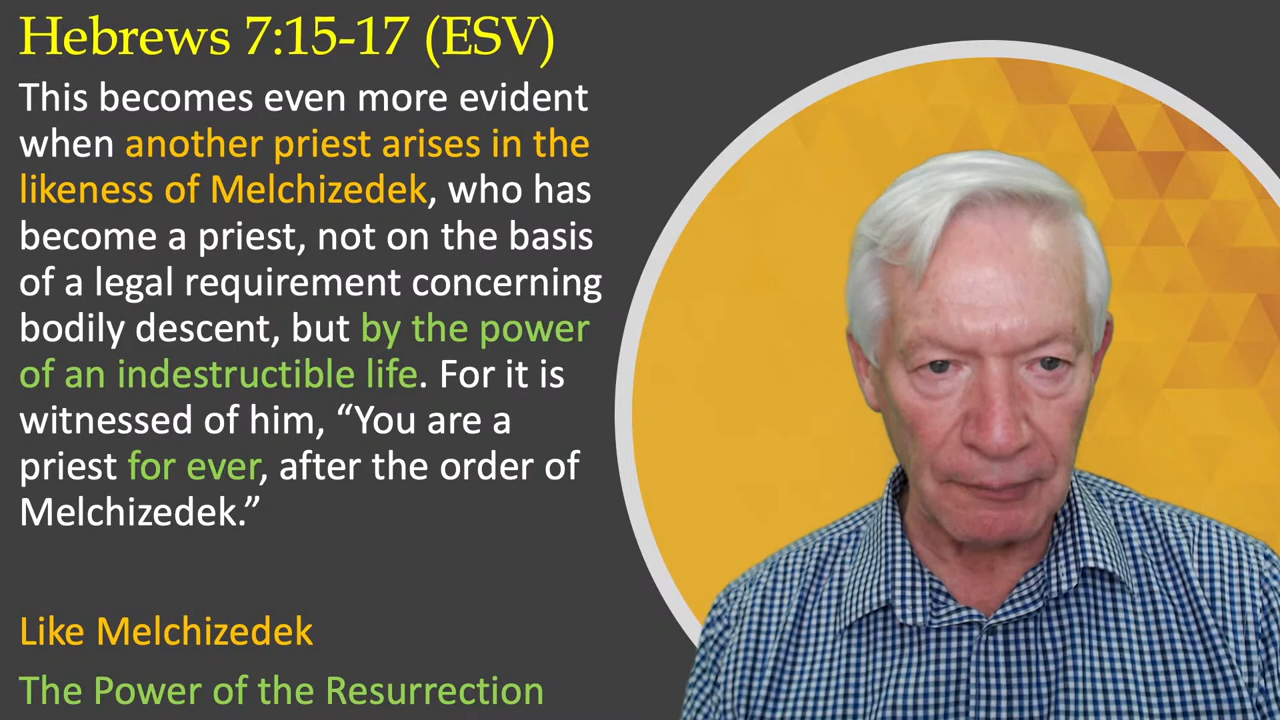 Hebrews 7:15-17 (ESV)
This becomes even more evident
when another priest arises in the
likeness of Melchizedek, who has
become a priest, not on the basis
of a legal requirement concerning
bodily descent, but by the power
of an indestructible life. For it is
witnessed of him, “You are a
priest for ever, after the order of
Melchizedek.”
Like Melchizedek
The Power of the Resurrection